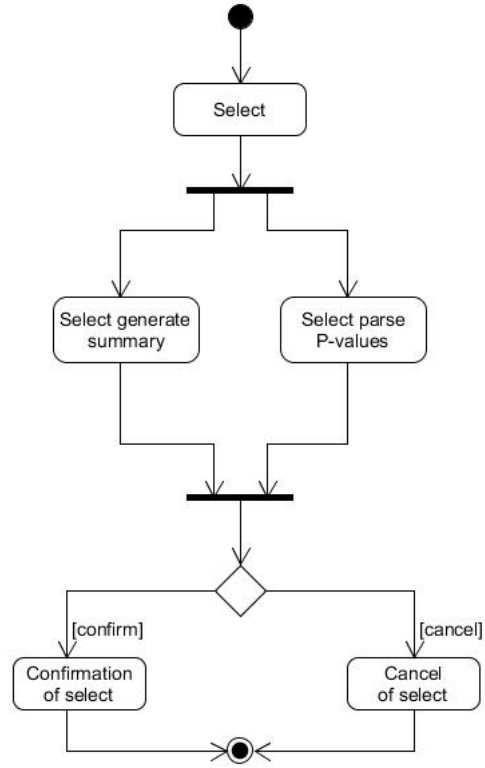 Select
Select generate
summary
Select parse
P-values
[confirm]
[cancel]
Confirmation
of select
Cancel
of select